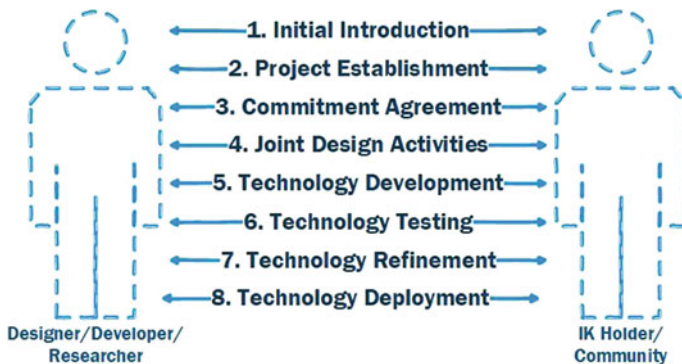 1. Initial Introduction
2. Project Establishment
3. Commitment Agreement
4. Joint Design Activities
5. Technology Development
6. Technology Testing
7. Technology Refinement
8. Technology Deployment
Designer/Developer/
Researcher
IK Holder/
Community